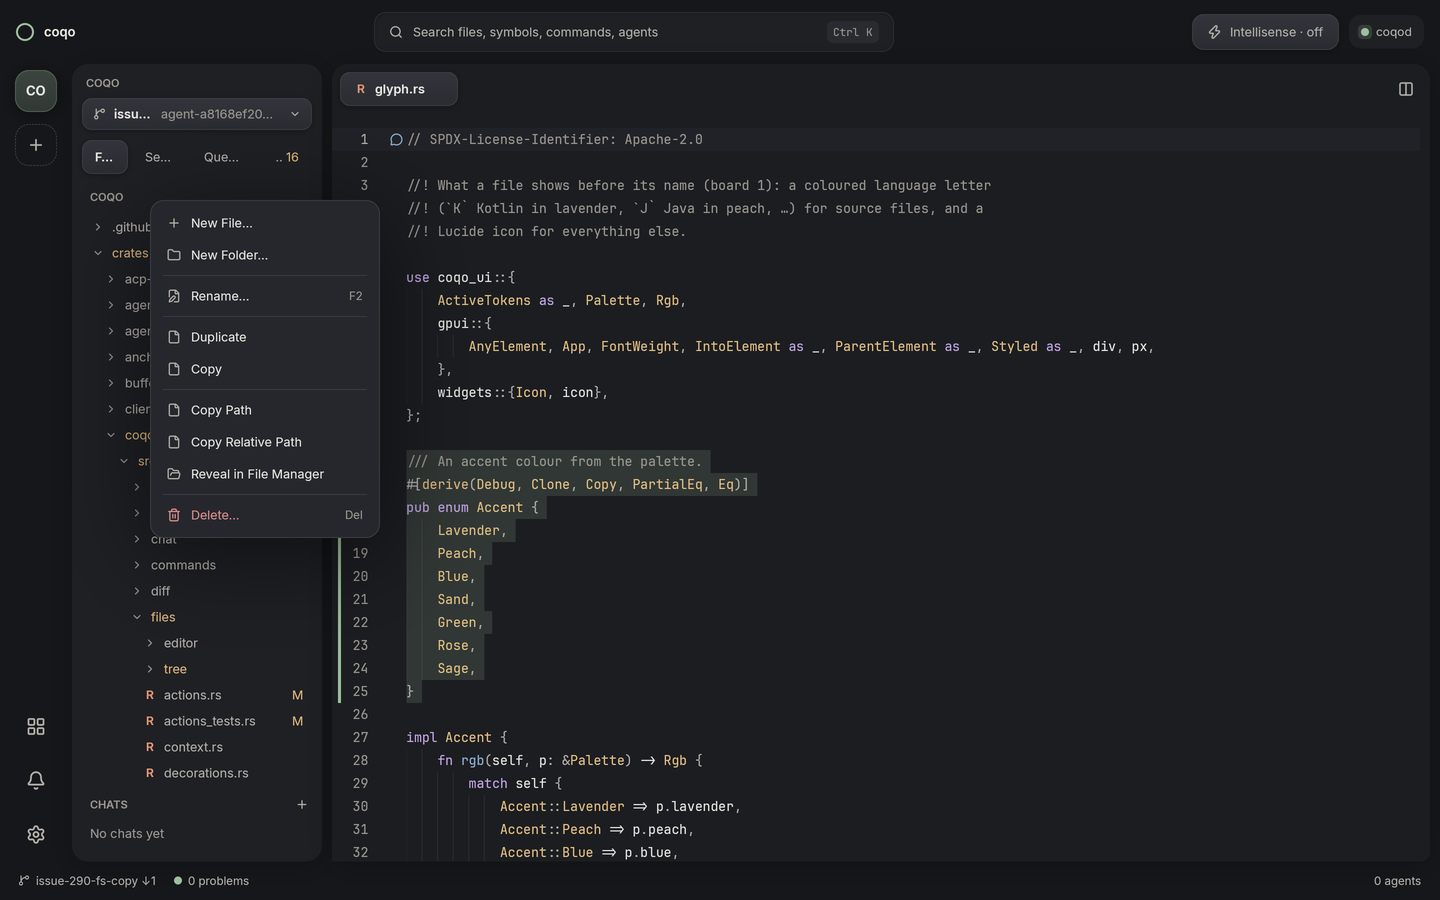 coqo
Search files, symbols, commands, agents
Ctrl K
Intellisense · off
coqod
CO
COQO
issu... agent-a8168ef20...
F... Se... Que... .. 16
COQO
.github
crates
acp-
agen
agen
anch
buff
clien
coqo
src
chat
commands
diff
files
editor
tree
R actions.rs M
R actions_tests.rs M
R context.rs
R decorations.rs
CHATS
No chats yet
New File...
New Folder...
Rename... F2
Duplicate
Copy
Copy Path
Copy Relative Path
Reveal in File Manager
Delete... Del
R glyph.rs
1 // SPDX-License-Identifier: Apache-2.0
2
3 //! What a file shows before its name (board 1): a coloured language letter
//! (`K` Kotlin in lavender, `J` Java in peach, …) for source files, and a
//! Lucide icon for everything else.
use coqo_ui::{
ActiveTokens as _, Palette, Rgb,
gpui::{
AnyElement, App, FontWeight, IntoElement as _, ParentElement as _, Styled as _, div, px,
},
widgets::{Icon, icon},
};
/// An accent colour from the palette.
#[derive(Debug, Clone, Copy, PartialEq, Eq)]
pub enum Accent {
Lavender,
19 Peach,
20 Blue,
21 Sand,
22 Green,
23 Rose,
24 Sage,
25 }
26
27 impl Accent {
28 fn rgb(self, p: &Palette) -> Rgb {
29 match self {
30 Accent::Lavender => p.lavender,
31 Accent::Peach => p.peach,
32 Accent::Blue => p.blue,
issue-290-fs-copy ↓1
0 problems
0 agents